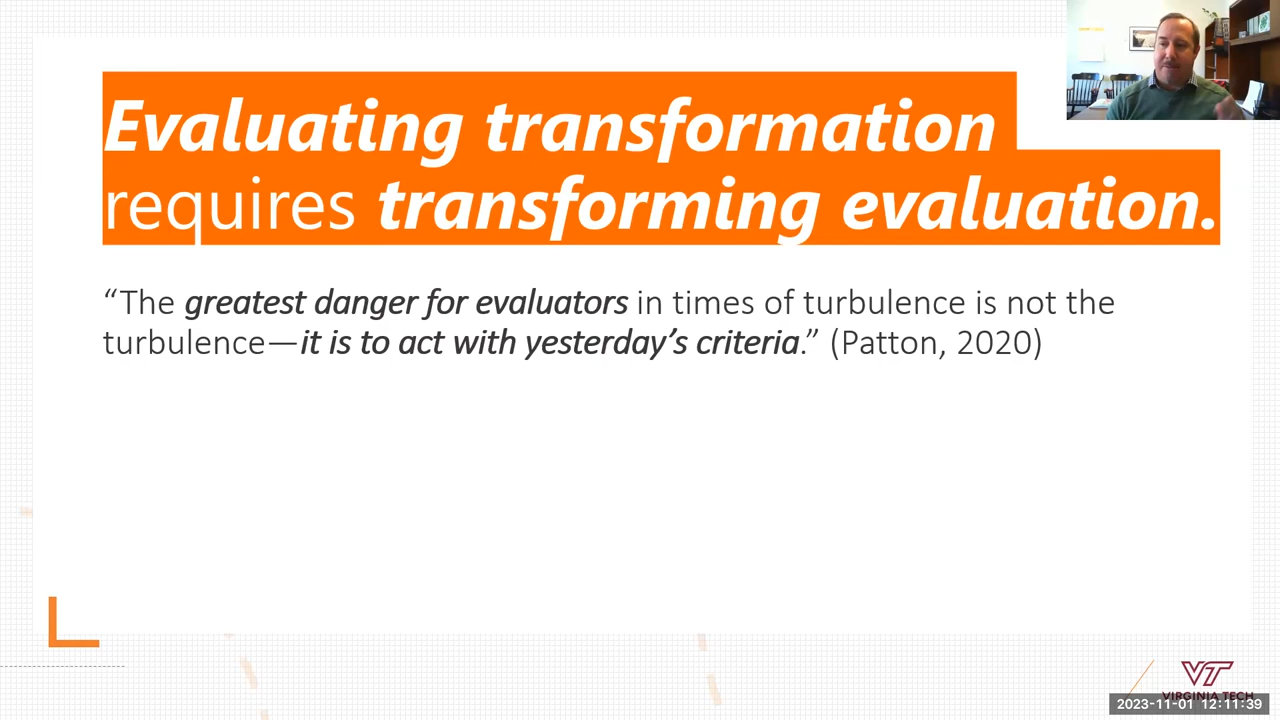 Evaluating transformation
requires transforming evaluation.
“The greatest danger for evaluators in times of turbulence is not the
turbulence—it is to act with yesterday’s criteria.” (Patton, 2020)
VT
VIRGINIA TECH
2023-11-01 12:11:39